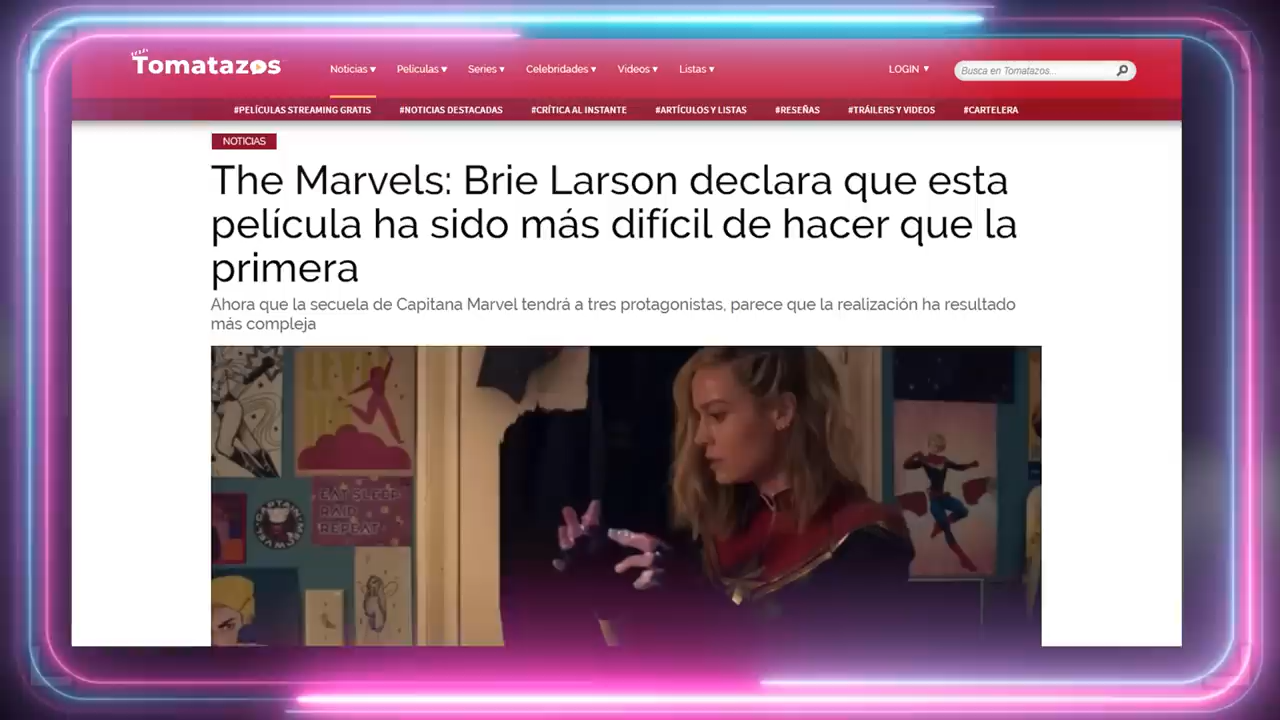 Tomatazos
Noticias ▾ Películas ▾ Series ▾ Celebridades ▾ Videos ▾ Listas ▾ LOGIN ▾ Busca en Tomatazos...
#PELÍCULAS STREAMING GRATIS #NOTICIAS DESTACADAS #CRÍTICA AL INSTANTE #ARTÍCULOS Y LISTAS #RESEÑAS #TRÁILERS Y VIDEOS #CARTELERA
NOTICIAS
The Marvels: Brie Larson declara que esta
película ha sido más difícil de hacer que la
primera
Ahora que la secuela de Capitana Marvel tendrá a tres protagonistas, parece que la realización ha resultado
más compleja
EAT SLEEP
RAID
REPEAT